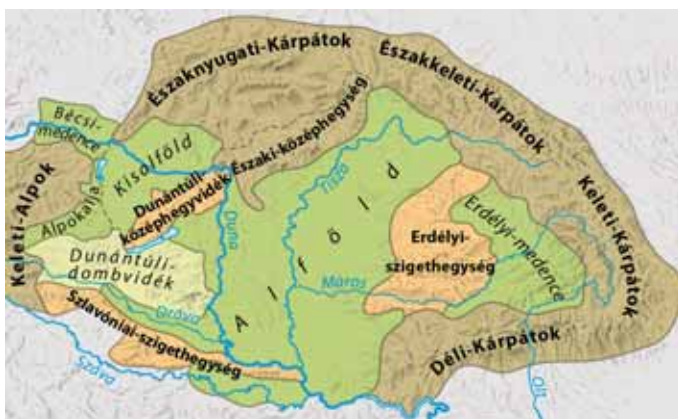 Északnyugati-Kárpátok
Északkeleti-Kárpátok
Bécsi-
medence
Kisalföld
Északi-középhegység
Keleti-Alpok
Alpokalja
Dunántúli-
középhegyvidék
Duna
Tisza
Alföld
Keleti-Kárpátok
Erdélyi-
szigethegység
Erdélyi-medence
Dunántúli-
dombvidék
Maros
Dráva
Szlavóniai-szigethegység
Száva
Déli-Kárpátok
Olt